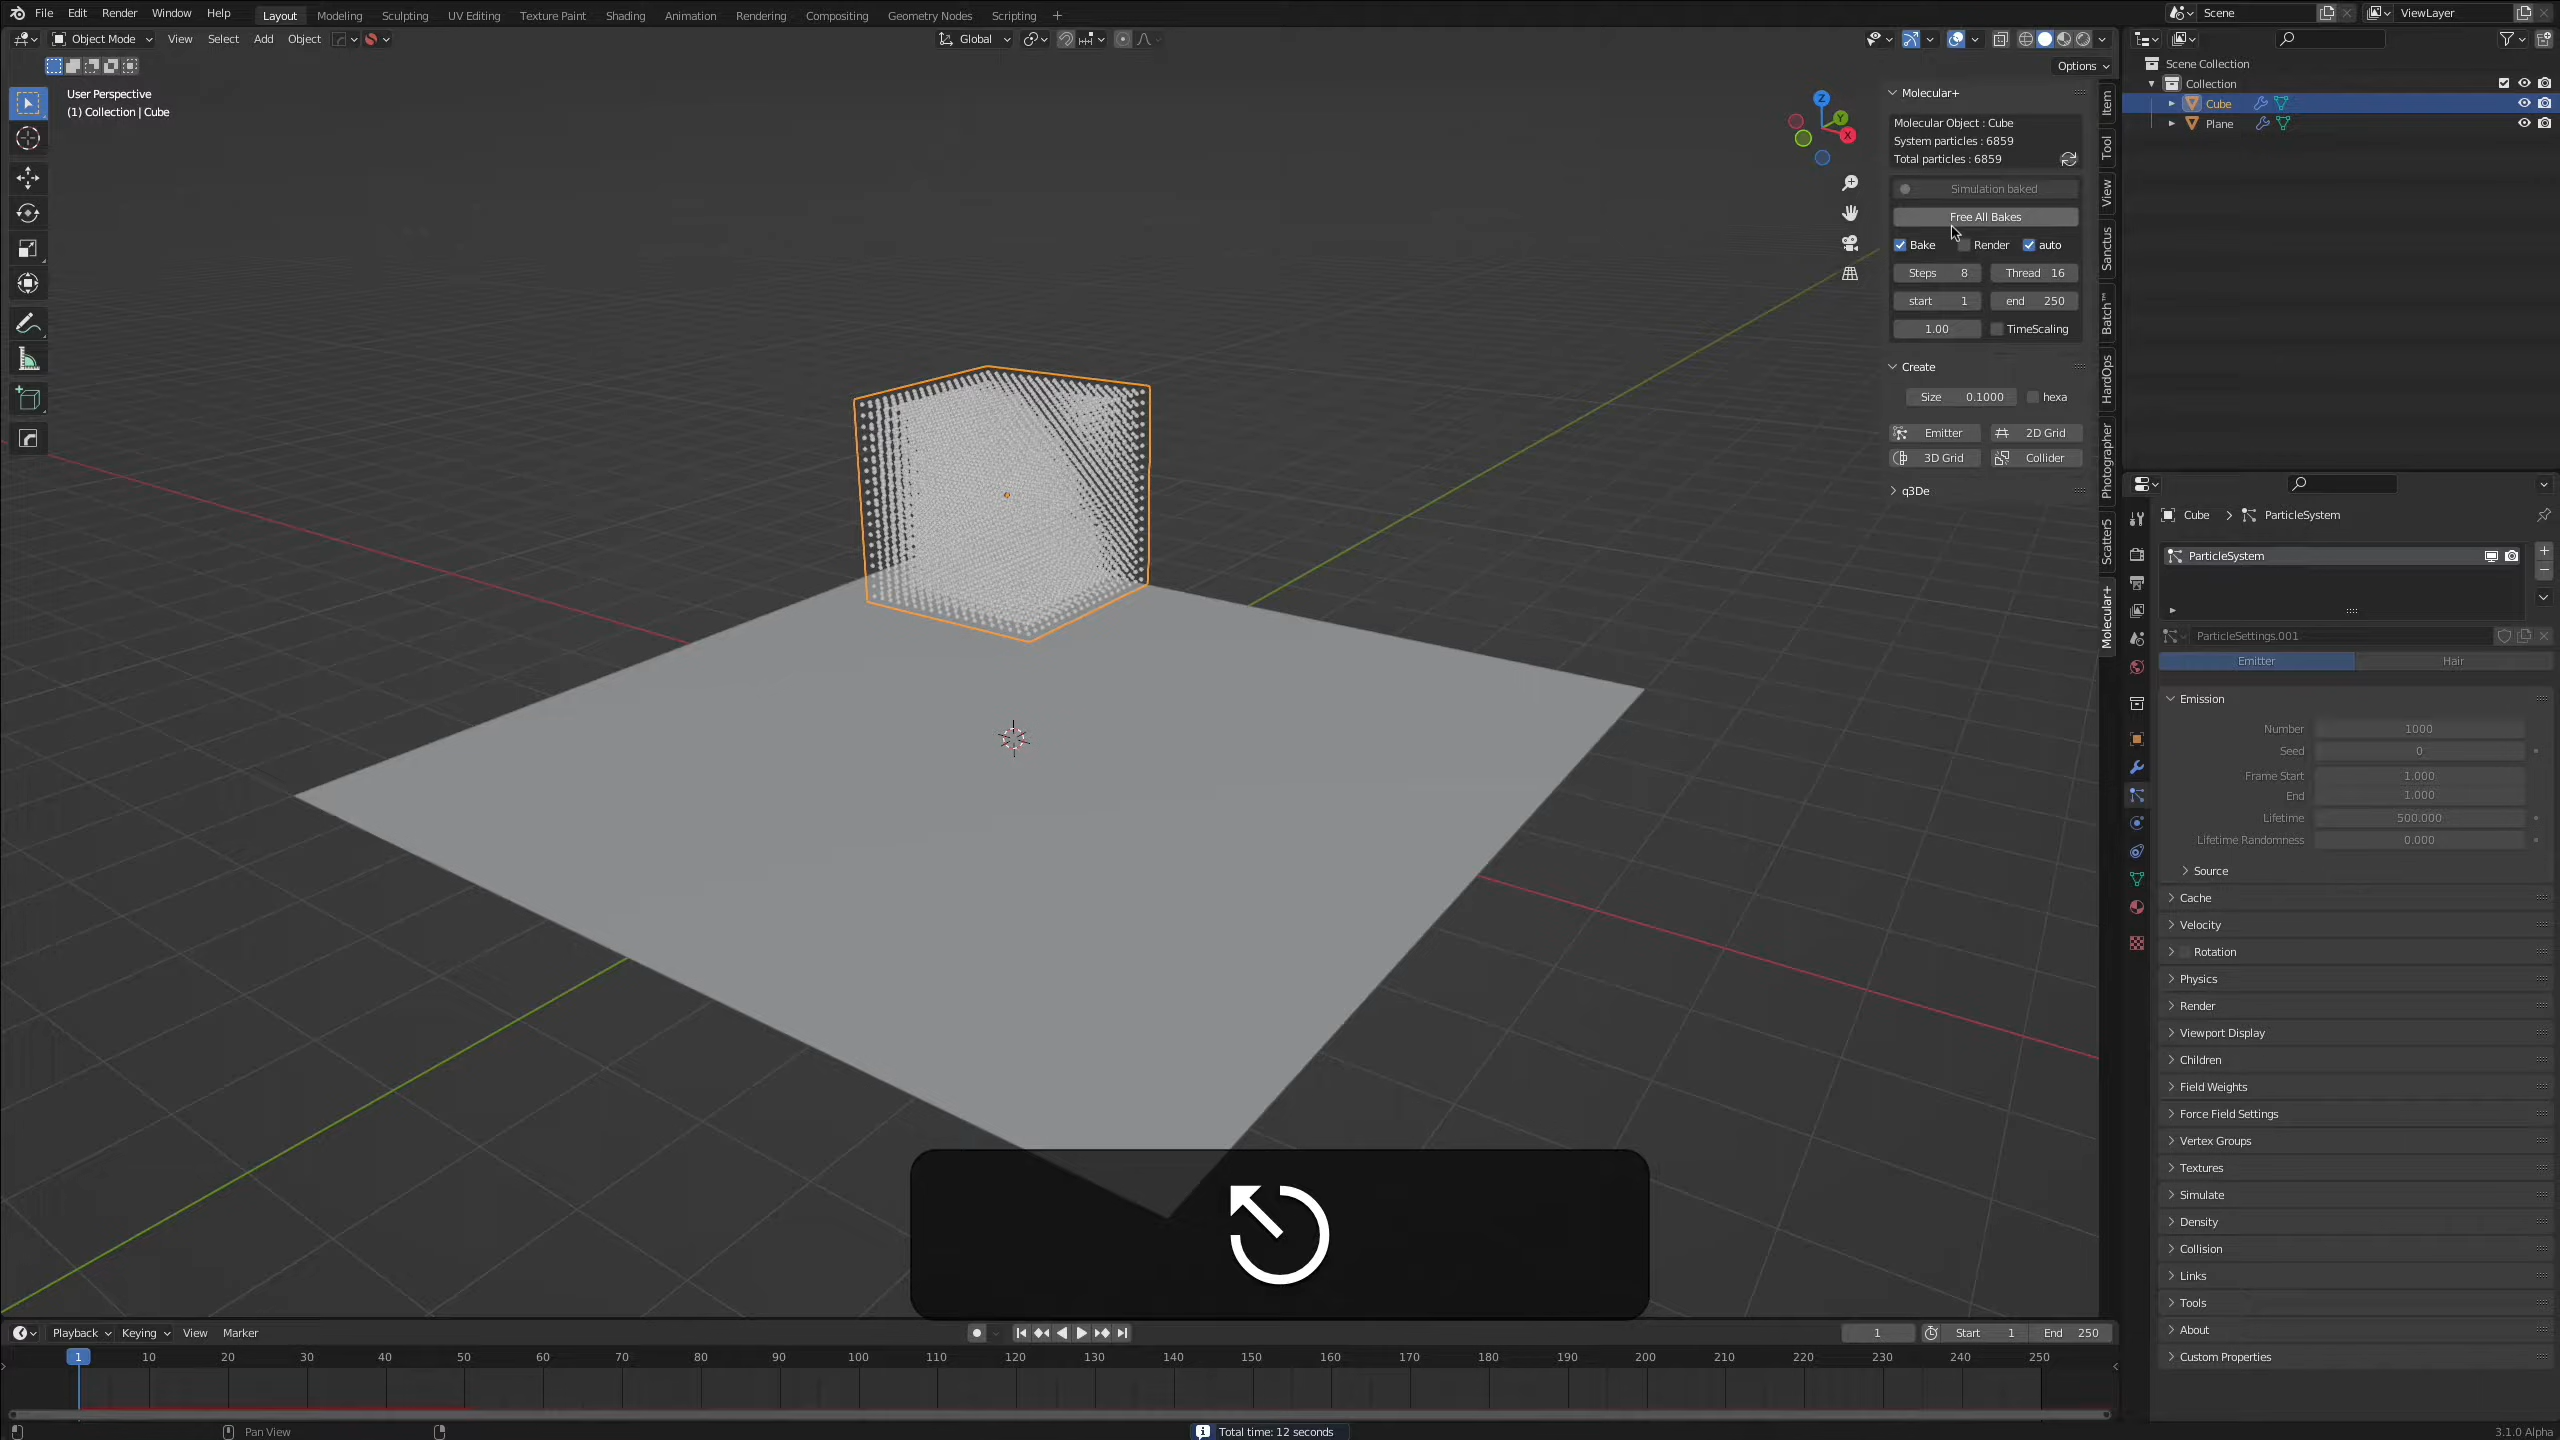 File Edit Render Window Help
Layout Modeling Sculpting UV Editing Texture Paint Shading Animation Rendering Compositing Geometry Nodes Scripting +
Scene
ViewLayer
Object Mode View Select Add Object
Global
Options
User Perspective
(1) Collection | Cube
Z
Y
X
Molecular+
Molecular Object : Cube
System particles : 6859
Total particles : 6859
Simulation baked
Free All Bakes
Bake Render auto
Steps 8 Thread 16
start 1 end 250
1.00 TimeScaling
Create
Size 0.1000 hexa
Emitter 2D Grid
3D Grid Collider
q3De
Item
Tool
View
Sanctus
Batch™
HardOps
Photographer
Scatter5
Molecular+
Scene Collection
Collection
Cube
Plane
Cube > ParticleSystem
ParticleSystem
ParticleSettings.001
Emitter Hair
Emission
Number 1000
Seed 0
Frame Start 1.000
End 1.000
Lifetime 500.000
Lifetime Randomness 0.000
Source
Cache
Velocity
Rotation
Physics
Render
Viewport Display
Children
Field Weights
Force Field Settings
Vertex Groups
Textures
Simulate
Density
Collision
Links
Tools
About
Custom Properties
Playback Keying View Marker
1 Start 1 End 250
1 10 20 30 40 50 60 70 80 90 100 110 120 130 140 150 160 170 180 190 200 210 220 230 240 250
Pan View
Total time: 12 seconds
3.1.0 Alpha